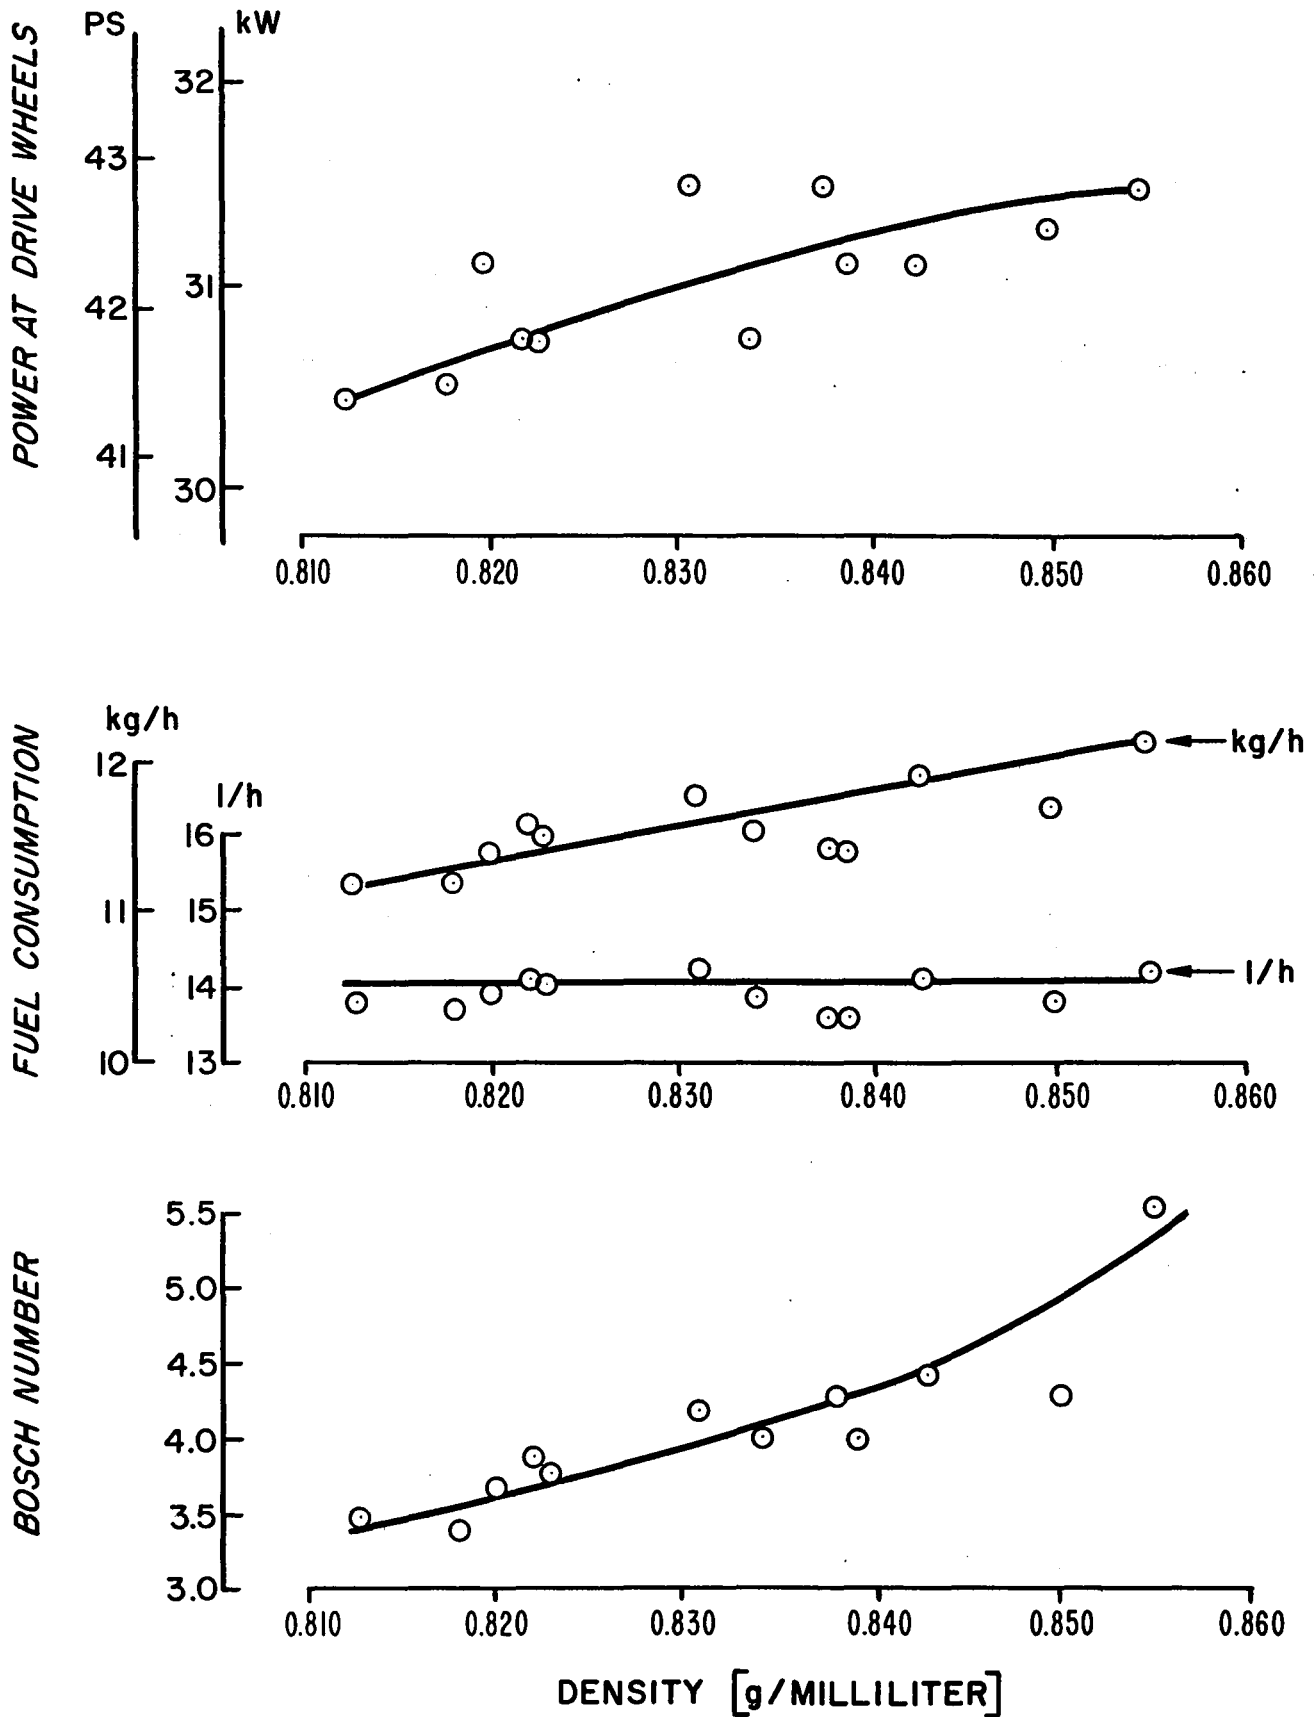 PS kW
POWER AT DRIVE WHEELS
32
43
31
42
41
30
0.810 0.820 0.830 0.840 0.850 0.860
FUEL CONSUMPTION
kg/h
12 kg/h
l/h
16
11 15
14 l/h
10 13
0.810 0.820 0.830 0.840 0.850 0.860
BOSCH NUMBER
5.5
5.0
4.5
4.0
3.5
3.0
0.810 0.820 0.830 0.840 0.850 0.860
DENSITY [g/MILLILITER]